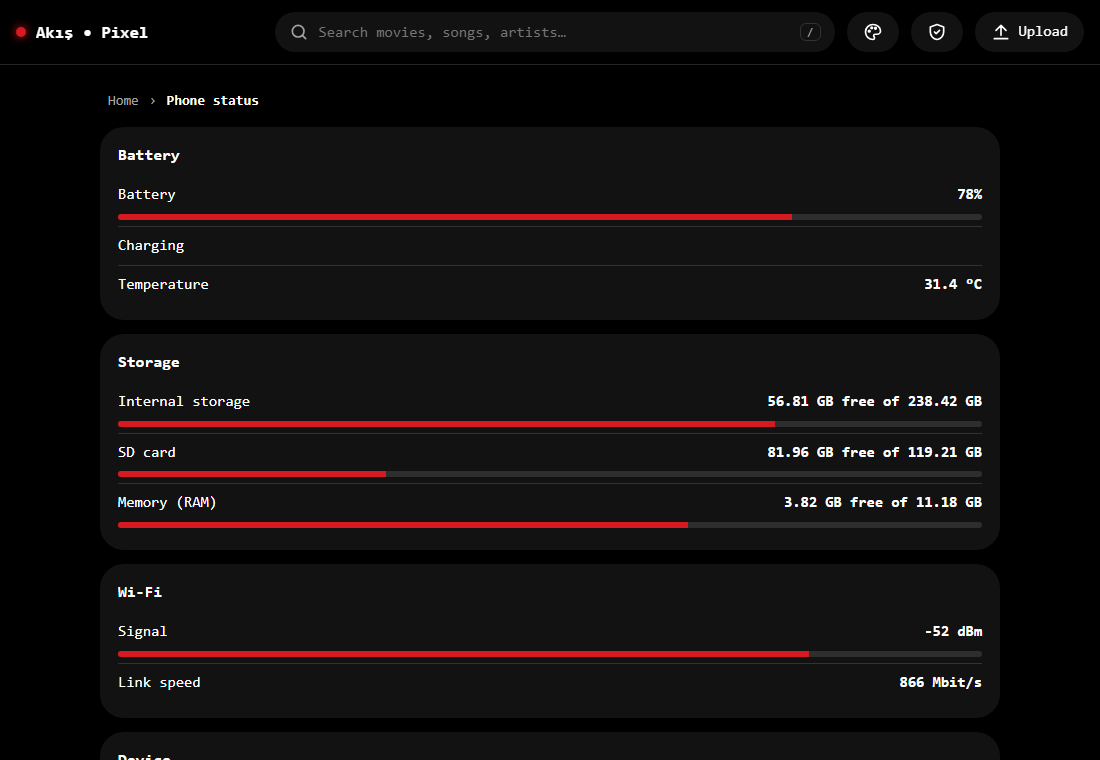 Akış • Pixel
Search movies, songs, artists…
/
Upload
Home › Phone status
Battery
Battery 78%
Charging
Temperature 31.4 °C
Storage
Internal storage 56.81 GB free of 238.42 GB
SD card 81.96 GB free of 119.21 GB
Memory (RAM) 3.82 GB free of 11.18 GB
Wi-Fi
Signal -52 dBm
Link speed 866 Mbit/s
Device